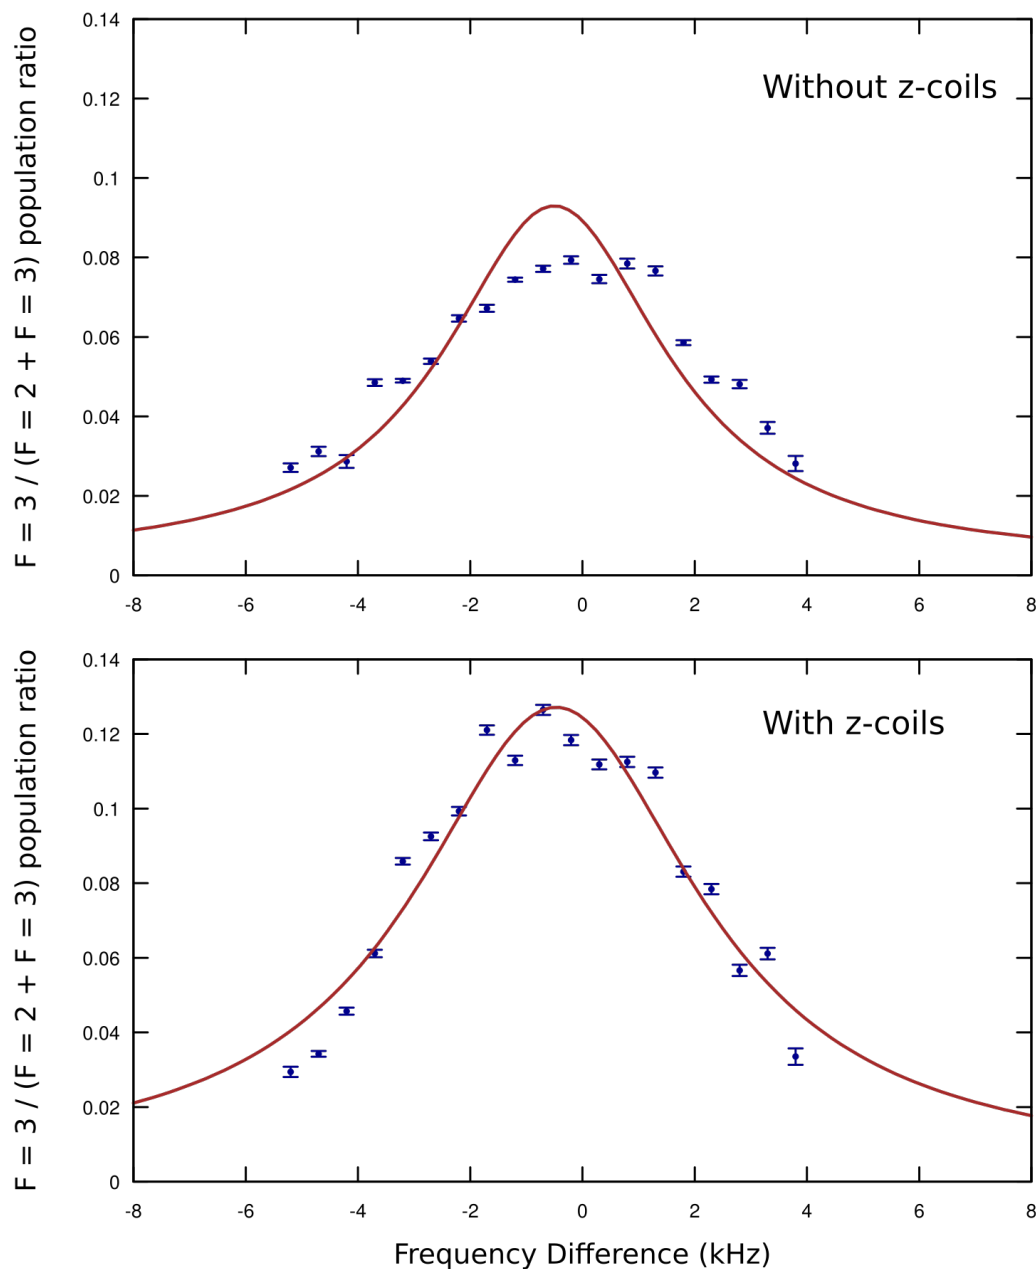 0.14
0.12
0.1
0.08
0.06
0.04
0.02
0
-8 -6 -4 -2 0 2 4 6 8
F = 3 / (F = 2 + F = 3) population ratio
Without z-coils
0.14
0.12
0.1
0.08
0.06
0.04
0.02
0
-8 -6 -4 -2 0 2 4 6 8
F = 3 / (F = 2 + F = 3) population ratio
With z-coils
Frequency Difference (kHz)